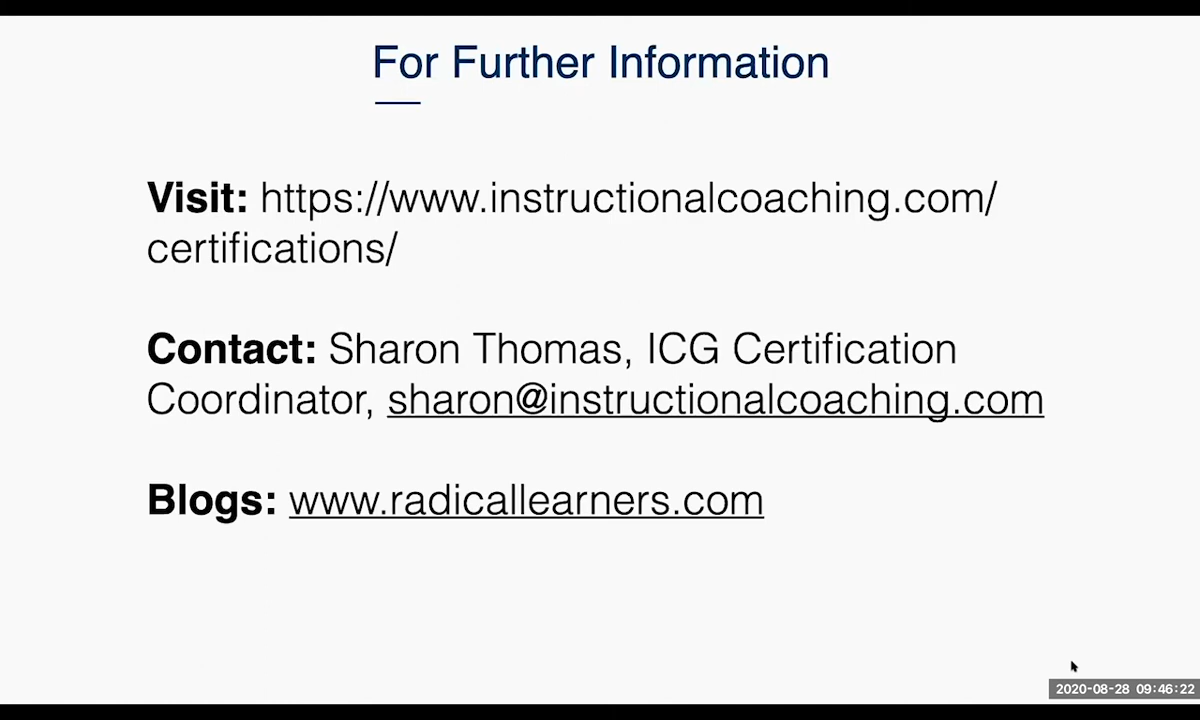 For Further Information
Visit: https://www.instructionalcoaching.com/
certifications/
Contact: Sharon Thomas, ICG Certification
Coordinator, sharon@instructionalcoaching.com
Blogs: www.radicallearners.com
2020-08-28 09:46:22